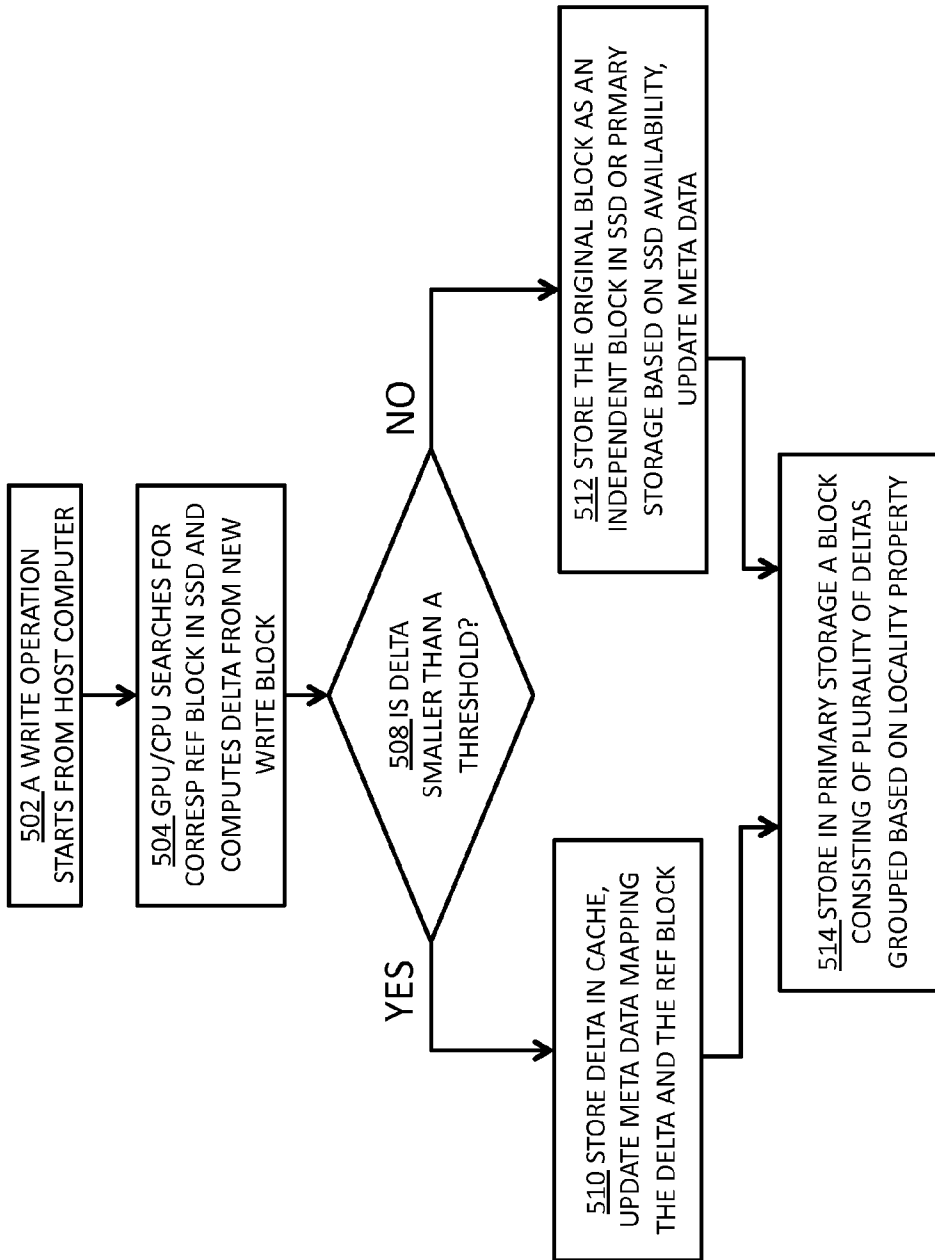 502 A WRITE OPERATION
STARTS FROM HOST COMPUTER
504 GPU/CPU SEARCHES FOR
CORRESP REF BLOCK IN SSD AND
COMPUTES DELTA FROM NEW
WRITE BLOCK
508 IS DELTA
SMALLER THAN A
THRESHOLD?
YES
NO
510 STORE DELTA IN CACHE,
UPDATE META DATA MAPPING
THE DELTA AND THE REF BLOCK
512 STORE THE ORIGINAL BLOCK AS AN
INDEPENDENT BLOCK IN SSD OR PRMARY
STORAGE BASED ON SSD AVAILABILITY,
UPDATE META DATA
514 STORE IN PRIMARY STORAGE A BLOCK
CONSISTING OF PLURALITY OF DELTAS
GROUPED BASED ON LOCALITY PROPERTY